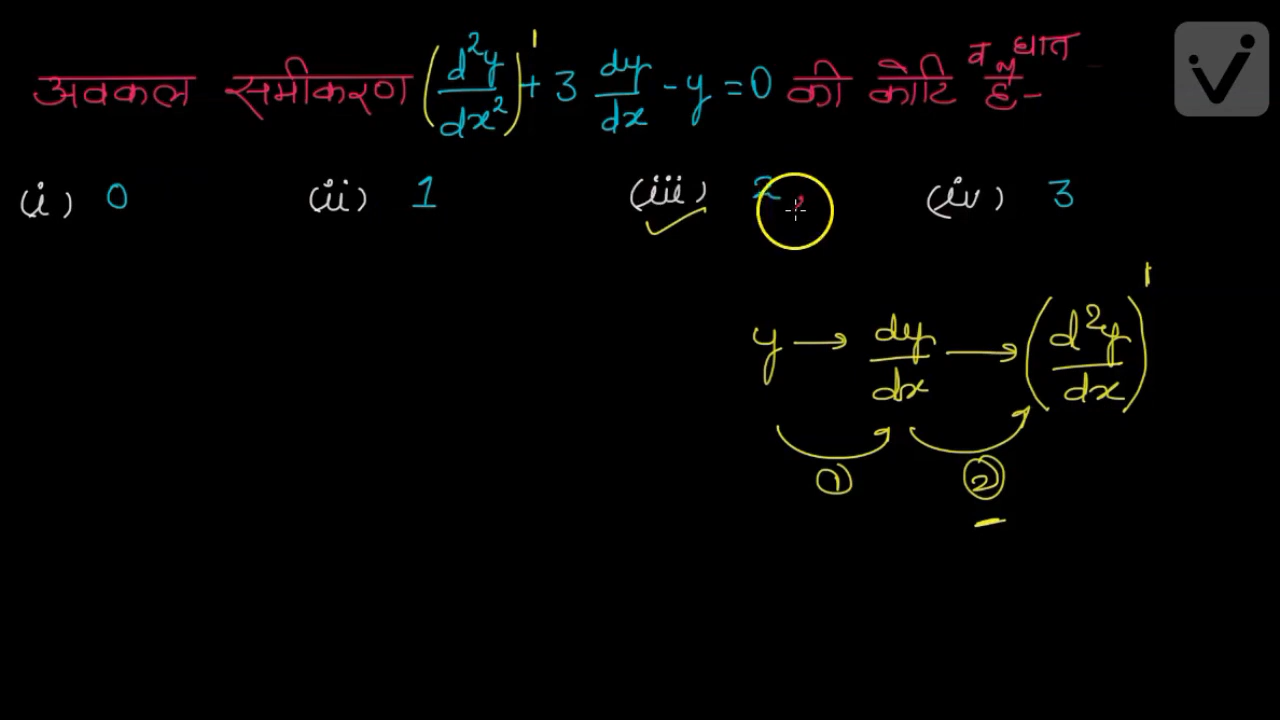 व घात
अवकल समीकरण (d²y/dx²)¹ + 3 dy/dx - y = 0 की कोटि है-
(i) 0 (ii) 1 (iii) 2, (iv) 3
y → dy/dx → (d²y/dx)¹
① ②